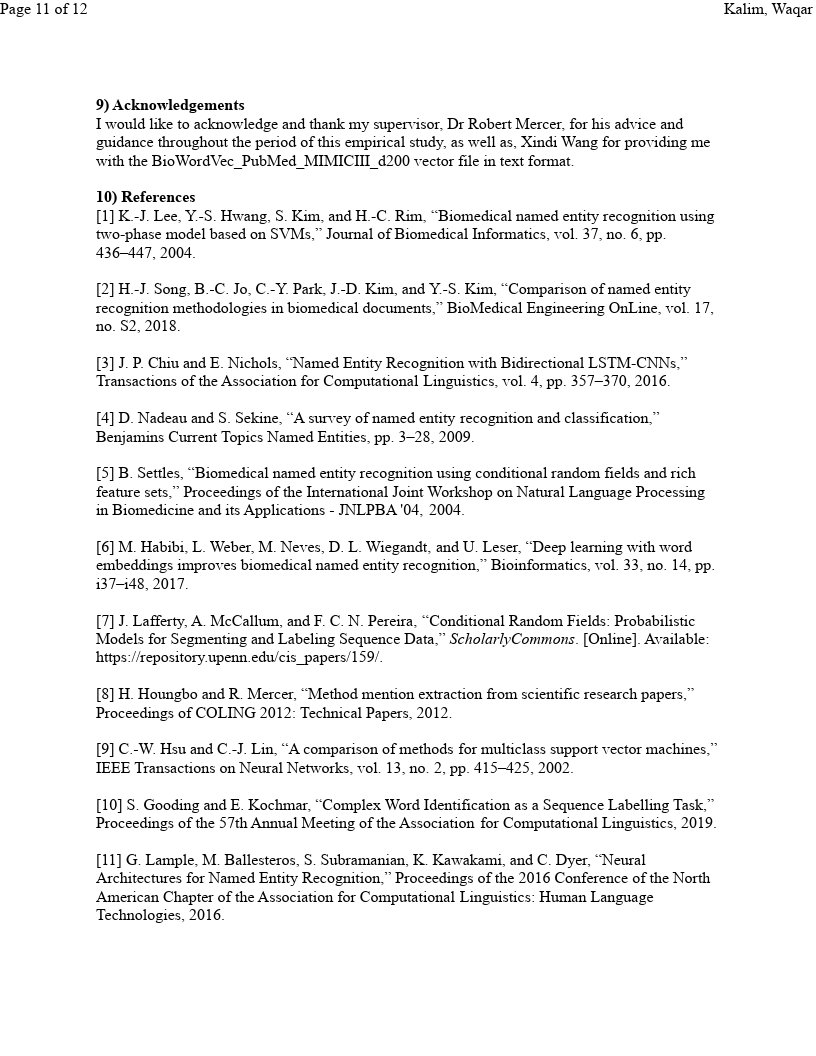 Page 11 of 12
Kalim, Waqar
9) Acknowledgements
I would like to acknowledge and thank my supervisor, Dr Robert Mercer, for his advice and
guidance throughout the period of this empirical study, as well as, Xindi Wang for providing me
with the BioWordVec_PubMed_MIMICIII_d200 vector file in text format.
10) References
[1] K.-J. Lee, Y.-S. Hwang, S. Kim, and H.-C. Rim, “Biomedical named entity recognition using
two-phase model based on SVMs,” Journal of Biomedical Informatics, vol. 37, no. 6, pp.
436–447, 2004.
[2] H.-J. Song, B.-C. Jo, C.-Y. Park, J.-D. Kim, and Y.-S. Kim, “Comparison of named entity
recognition methodologies in biomedical documents,” BioMedical Engineering OnLine, vol. 17,
no. S2, 2018.
[3] J. P. Chiu and E. Nichols, “Named Entity Recognition with Bidirectional LSTM-CNNs,”
Transactions of the Association for Computational Linguistics, vol. 4, pp. 357–370, 2016.
[4] D. Nadeau and S. Sekine, “A survey of named entity recognition and classification,”
Benjamins Current Topics Named Entities, pp. 3–28, 2009.
[5] B. Settles, “Biomedical named entity recognition using conditional random fields and rich
feature sets,” Proceedings of the International Joint Workshop on Natural Language Processing
in Biomedicine and its Applications - JNLPBA '04, 2004.
[6] M. Habibi, L. Weber, M. Neves, D. L. Wiegandt, and U. Leser, “Deep learning with word
embeddings improves biomedical named entity recognition,” Bioinformatics, vol. 33, no. 14, pp.
i37–i48, 2017.
[7] J. Lafferty, A. McCallum, and F. C. N. Pereira, “Conditional Random Fields: Probabilistic
Models for Segmenting and Labeling Sequence Data,” ScholarlyCommons. [Online]. Available:
https://repository.upenn.edu/cis_papers/159/.
[8] H. Houngbo and R. Mercer, “Method mention extraction from scientific research papers,”
Proceedings of COLING 2012: Technical Papers, 2012.
[9] C.-W. Hsu and C.-J. Lin, “A comparison of methods for multiclass support vector machines,”
IEEE Transactions on Neural Networks, vol. 13, no. 2, pp. 415–425, 2002.
[10] S. Gooding and E. Kochmar, “Complex Word Identification as a Sequence Labelling Task,”
Proceedings of the 57th Annual Meeting of the Association for Computational Linguistics, 2019.
[11] G. Lample, M. Ballesteros, S. Subramanian, K. Kawakami, and C. Dyer, “Neural
Architectures for Named Entity Recognition,” Proceedings of the 2016 Conference of the North
American Chapter of the Association for Computational Linguistics: Human Language
Technologies, 2016.